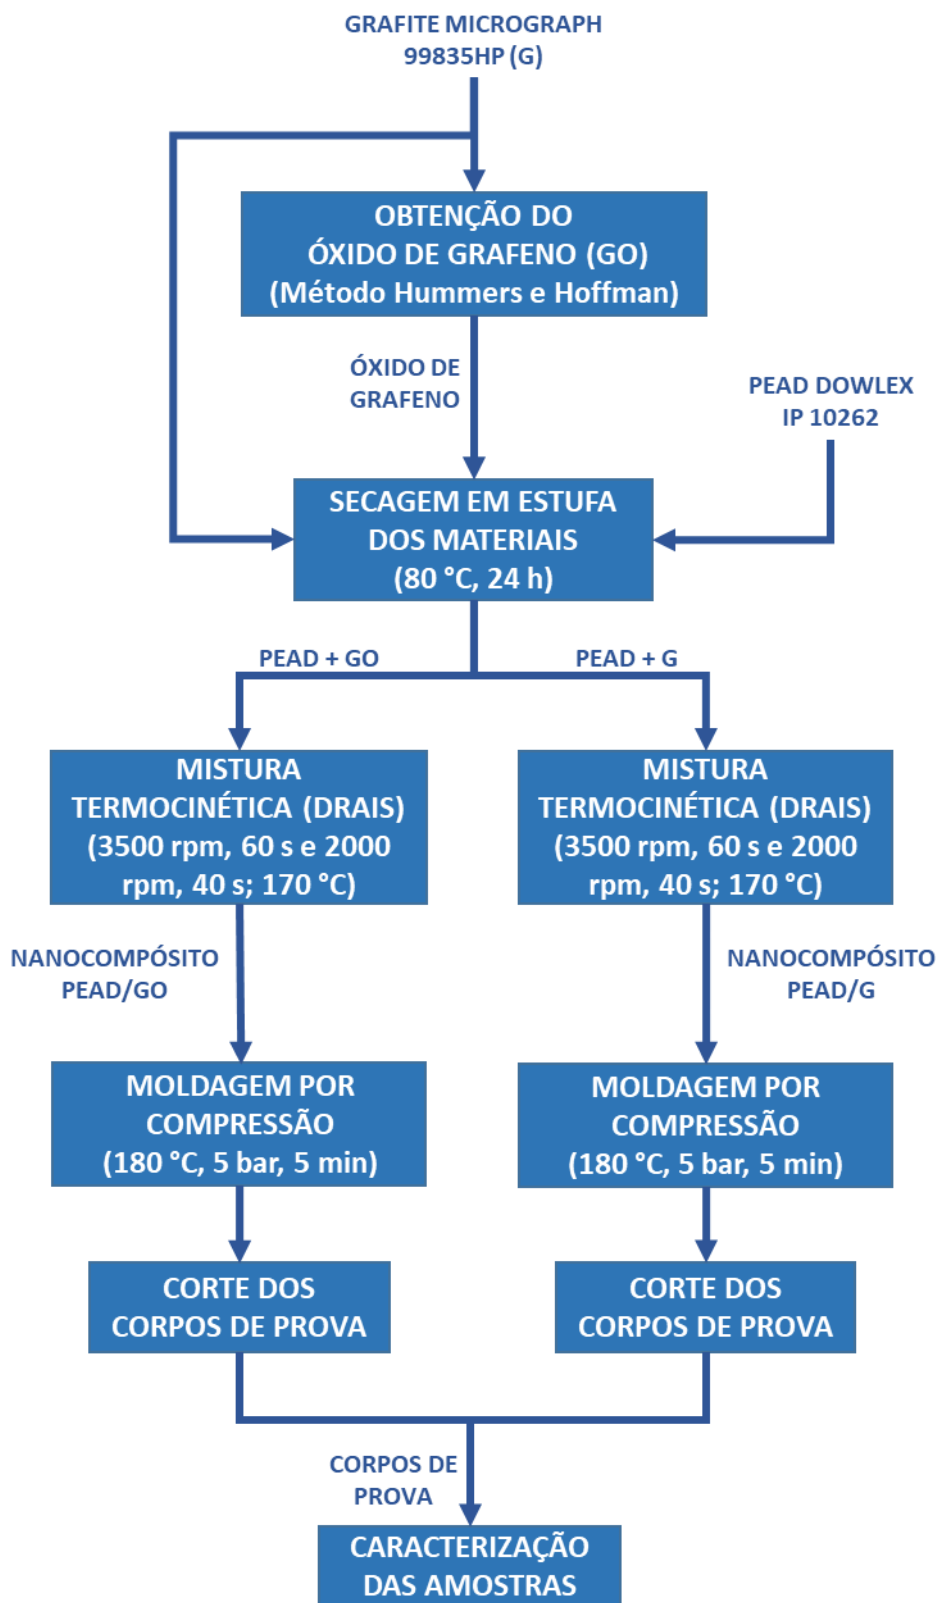 GRAFITE MICROGRAPH
99835HP (G)
OBTENÇÃO DO
ÓXIDO DE GRAFENO (GO)
(Método Hummers e Hoffman)
ÓXIDO DE
GRAFENO
PEAD DOWLEX
IP 10262
SECAGEM EM ESTUFA
DOS MATERIAIS
(80 °C, 24 h)
PEAD + GO
PEAD + G
MISTURA
TERMOCINÉTICA (DRAIS)
(3500 rpm, 60 s e 2000
rpm, 40 s; 170 °C)
MISTURA
TERMOCINÉTICA (DRAIS)
(3500 rpm, 60 s e 2000
rpm, 40 s; 170 °C)
NANOCOMPÓSITO
PEAD/GO
NANOCOMPÓSITO
PEAD/G
MOLDAGEM POR
COMPRESSÃO
(180 °C, 5 bar, 5 min)
MOLDAGEM POR
COMPRESSÃO
(180 °C, 5 bar, 5 min)
CORTE DOS
CORPOS DE PROVA
CORTE DOS
CORPOS DE PROVA
CORPOS DE
PROVA
CARACTERIZAÇÃO
DAS AMOSTRAS